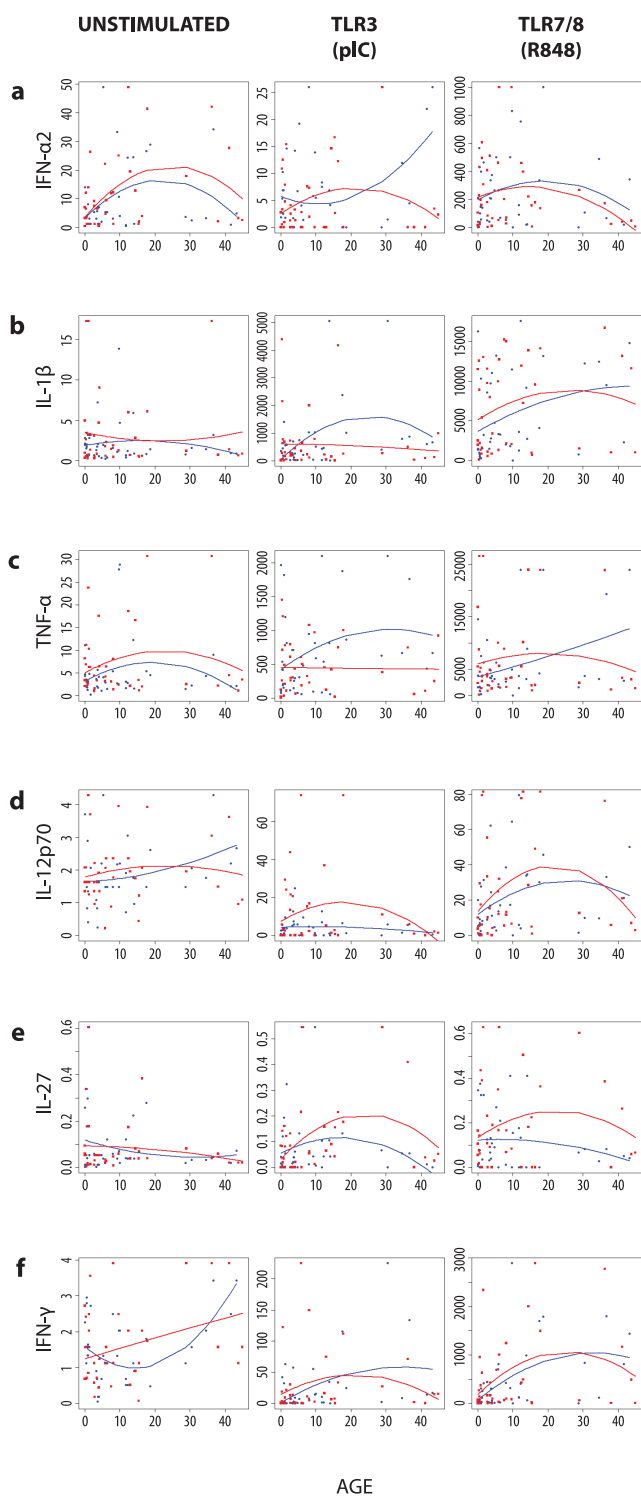 UNSTIMULATED TLR3 TLR7/8
(pIC) (R848)
a
IFN-α2
0 10 20 30 40 50
0 10 20 30 40
0 5 10 15 20 25
0 10 20 30 40
0 200 400 600 800 1000
0 10 20 30 40
b
IL-1β
0 5 10 15
0 10 20 30 40
0 1000 2000 3000 4000 5000
0 10 20 30 40
0 5000 10000 15000
0 10 20 30 40
c
TNF-α
0 5 10 15 20 25 30
0 10 20 30 40
0 500 1000 1500 2000
0 10 20 30 40
0 5000 15000 25000
0 10 20 30 40
d
IL-12p70
0 1 2 3 4
0 10 20 30 40
0 20 40 60
0 10 20 30 40
0 20 40 60 80
0 10 20 30 40
e
IL-27
0.0 0.2 0.4 0.6
0 10 20 30 40
0.0 0.1 0.2 0.3 0.4 0.5
0 10 20 30 40
0.0 0.2 0.4 0.6
0 10 20 30 40
f
IFN-γ
0 1 2 3 4
0 10 20 30 40
0 50 100 150 200
0 10 20 30 40
0 1000 2000 3000
0 10 20 30 40
AGE